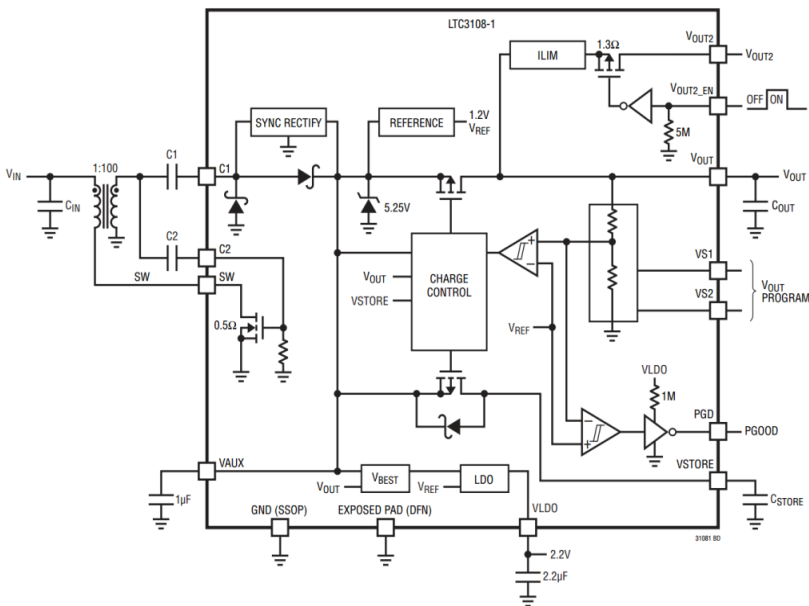 LTC3108-1
VOUT2
ILIM
1.3Ω
VOUT2
VOUT2_EN
OFF ON
5M
SYNC RECTIFY
REFERENCE
1.2V
VREF
C1
VIN
1:100
C1
VOUT
VOUT
CIN
5.25V
COUT
C2
C2
SW
SW
0.5Ω
CHARGE
CONTROL
VOUT
VSTORE
VREF
VS1
VS2
VOUT
PROGRAM
VLDO
1M
PGD
PGOOD
VSTORE
CSTORE
VAUX
1µF
VOUT
VBEST
VREF
LDO
VLDO
GND (SSOP)
EXPOSED PAD (DFN)
2.2V
2.2µF
31081 BD